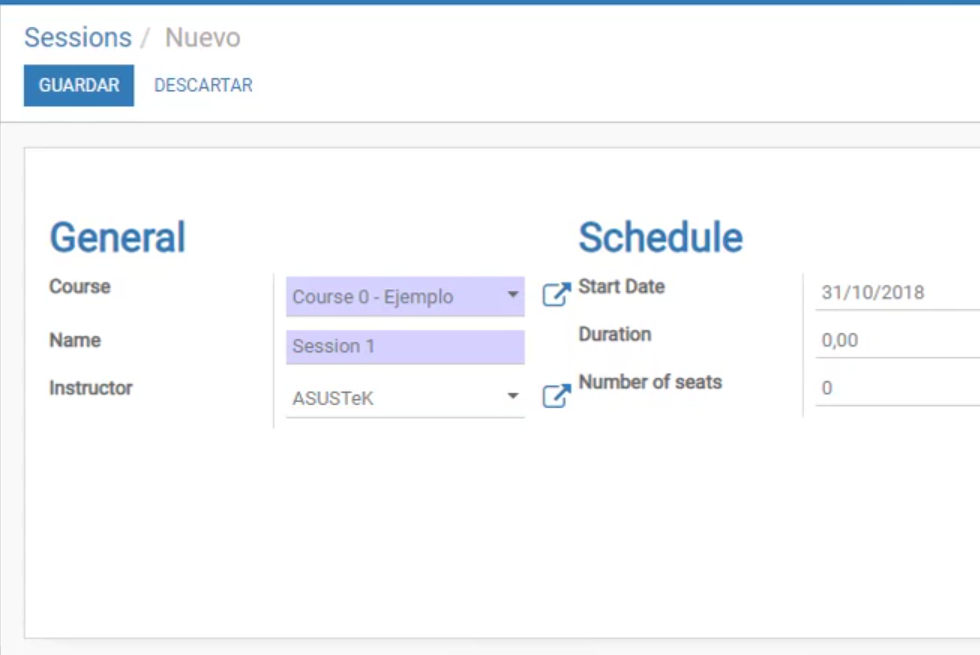 Sessions / Nuevo
GUARDAR DESCARTAR
General
Course Course 0 - Ejemplo
Name Session 1
Instructor ASUSTeK
Schedule
Start Date 31/10/2018
Duration 0,00
Number of seats 0